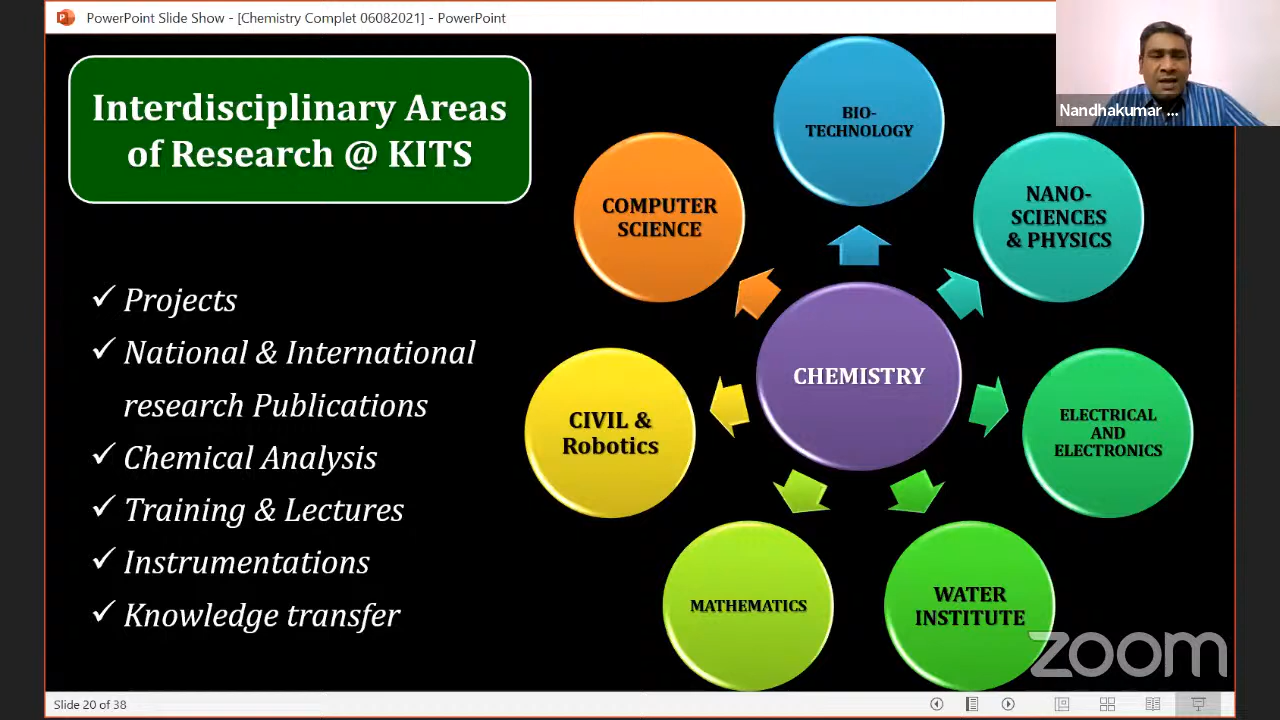 PowerPoint Slide Show - [Chemistry Complet 06082021] - PowerPoint
Interdisciplinary Areas
of Research @ KITS
Projects
National & International
research Publications
Chemical Analysis
Training & Lectures
Instrumentations
Knowledge transfer
BIO-
TECHNOLOGY
NANO-
SCIENCES
& PHYSICS
ELECTRICAL
AND
ELECTRONICS
WATER
INSTITUTE
MATHEMATICS
CIVIL &
Robotics
COMPUTER
SCIENCE
CHEMISTRY
Nandhakumar ...
zoom
Slide 20 of 38